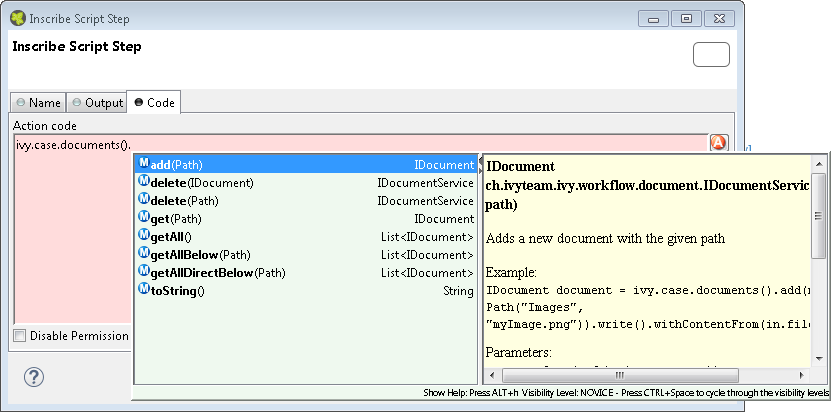 Inscribe Script Step
Inscribe Script Step
Name
Output
Code
Action code
ivy.case.documents().
M add(Path) IDocument
M delete(IDocument) IDocumentService
M delete(Path) IDocumentService
M get(Path) IDocument
M getAll() List<IDocument>
M getAllBelow(Path) List<IDocument>
M getAllDirectBelow(Path) List<IDocument>
M toString() String
IDocument
ch.ivyteam.ivy.workflow.document.IDocumentServic
path)
Adds a new document with the given path
Example:
IDocument document = ivy.case.documents().add(n
Path("Images",
"myImage.png")).write().withContentFrom(in.file
Parameters:
Disable Permission
Show Help: Press ALT+h Visibility Level: NOVICE - Press CTRL+Space to cycle through the visibility levels